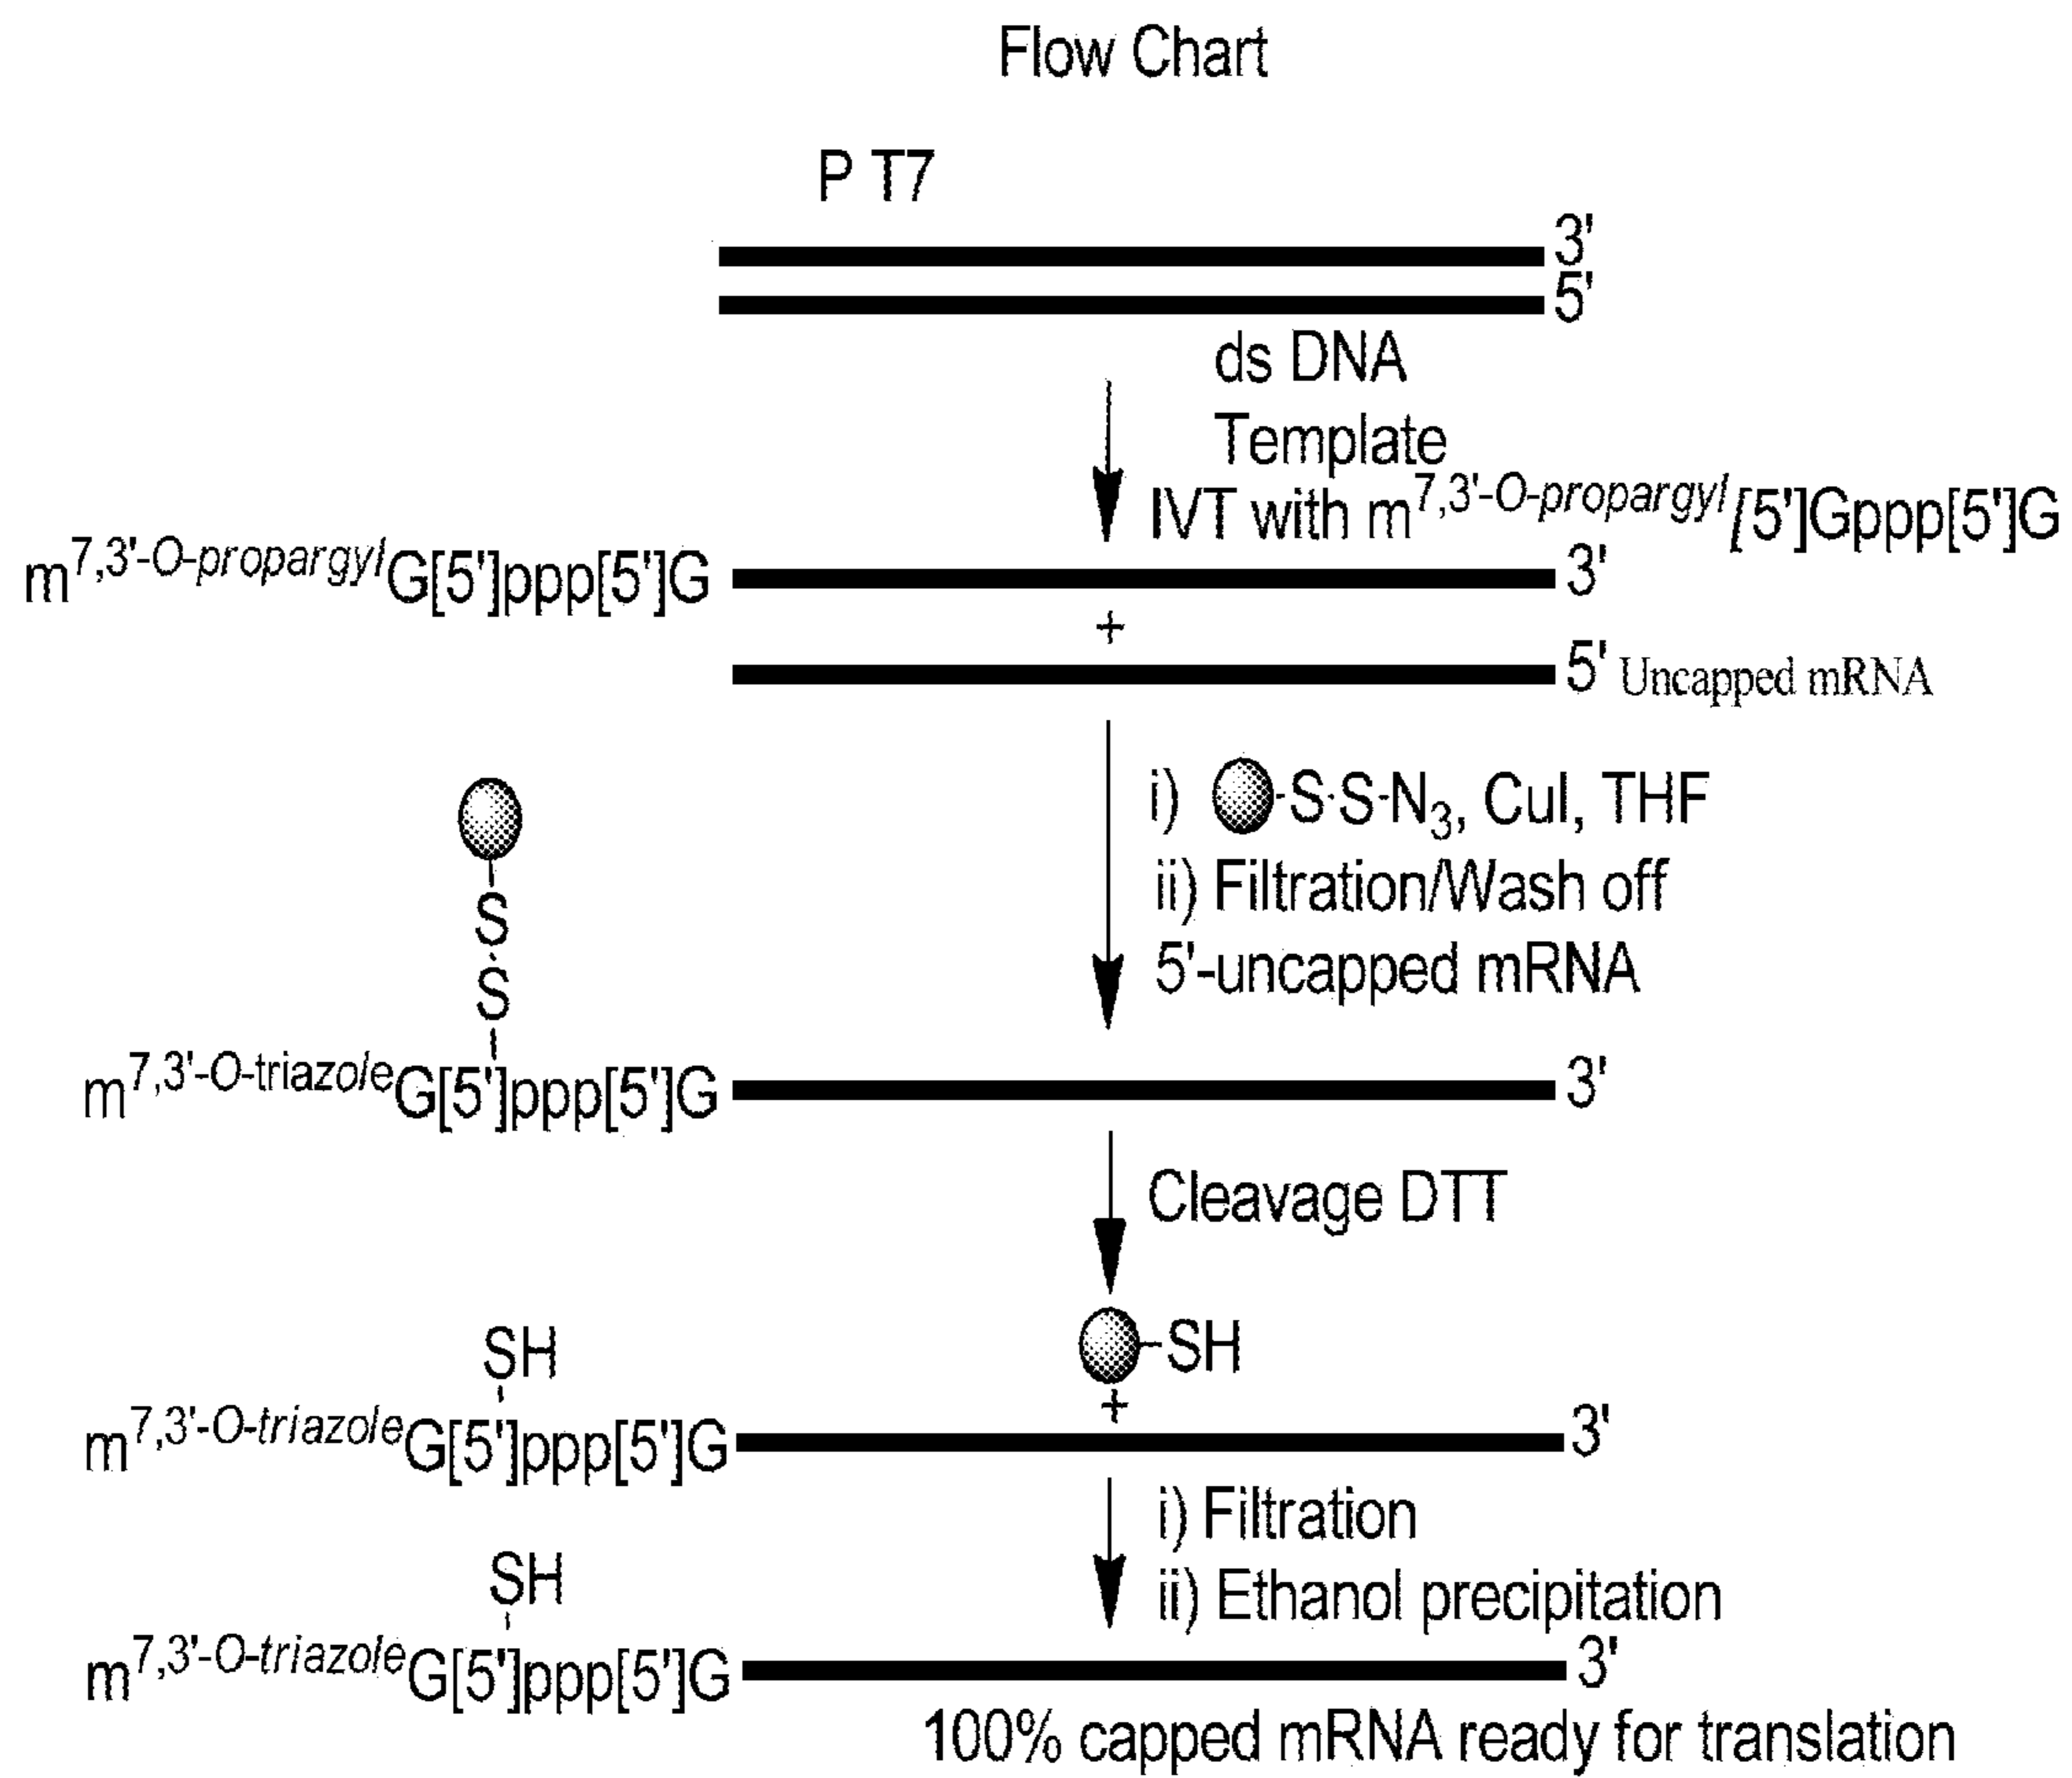 Flow Chart
P T7
3'
5'
ds DNA
Template
IVT with m7,3'-O-propargyl[5']Gppp[5']G
m7,3'-O-propargylG[5']ppp[5']G 3'
+
5' Uncapped mRNA
i) -S-S-N3, CuI, THF
ii) Filtration/Wash off
5'-uncapped mRNA
S
S
m7,3'-O-triazoleG[5']ppp[5']G 3'
Cleavage DTT
-SH
SH
+
m7,3'-O-triazoleG[5']ppp[5']G 3'
i) Filtration
ii) Ethanol precipitation
SH
m7,3'-O-triazoleG[5']ppp[5']G 3'
100% capped mRNA ready for translation